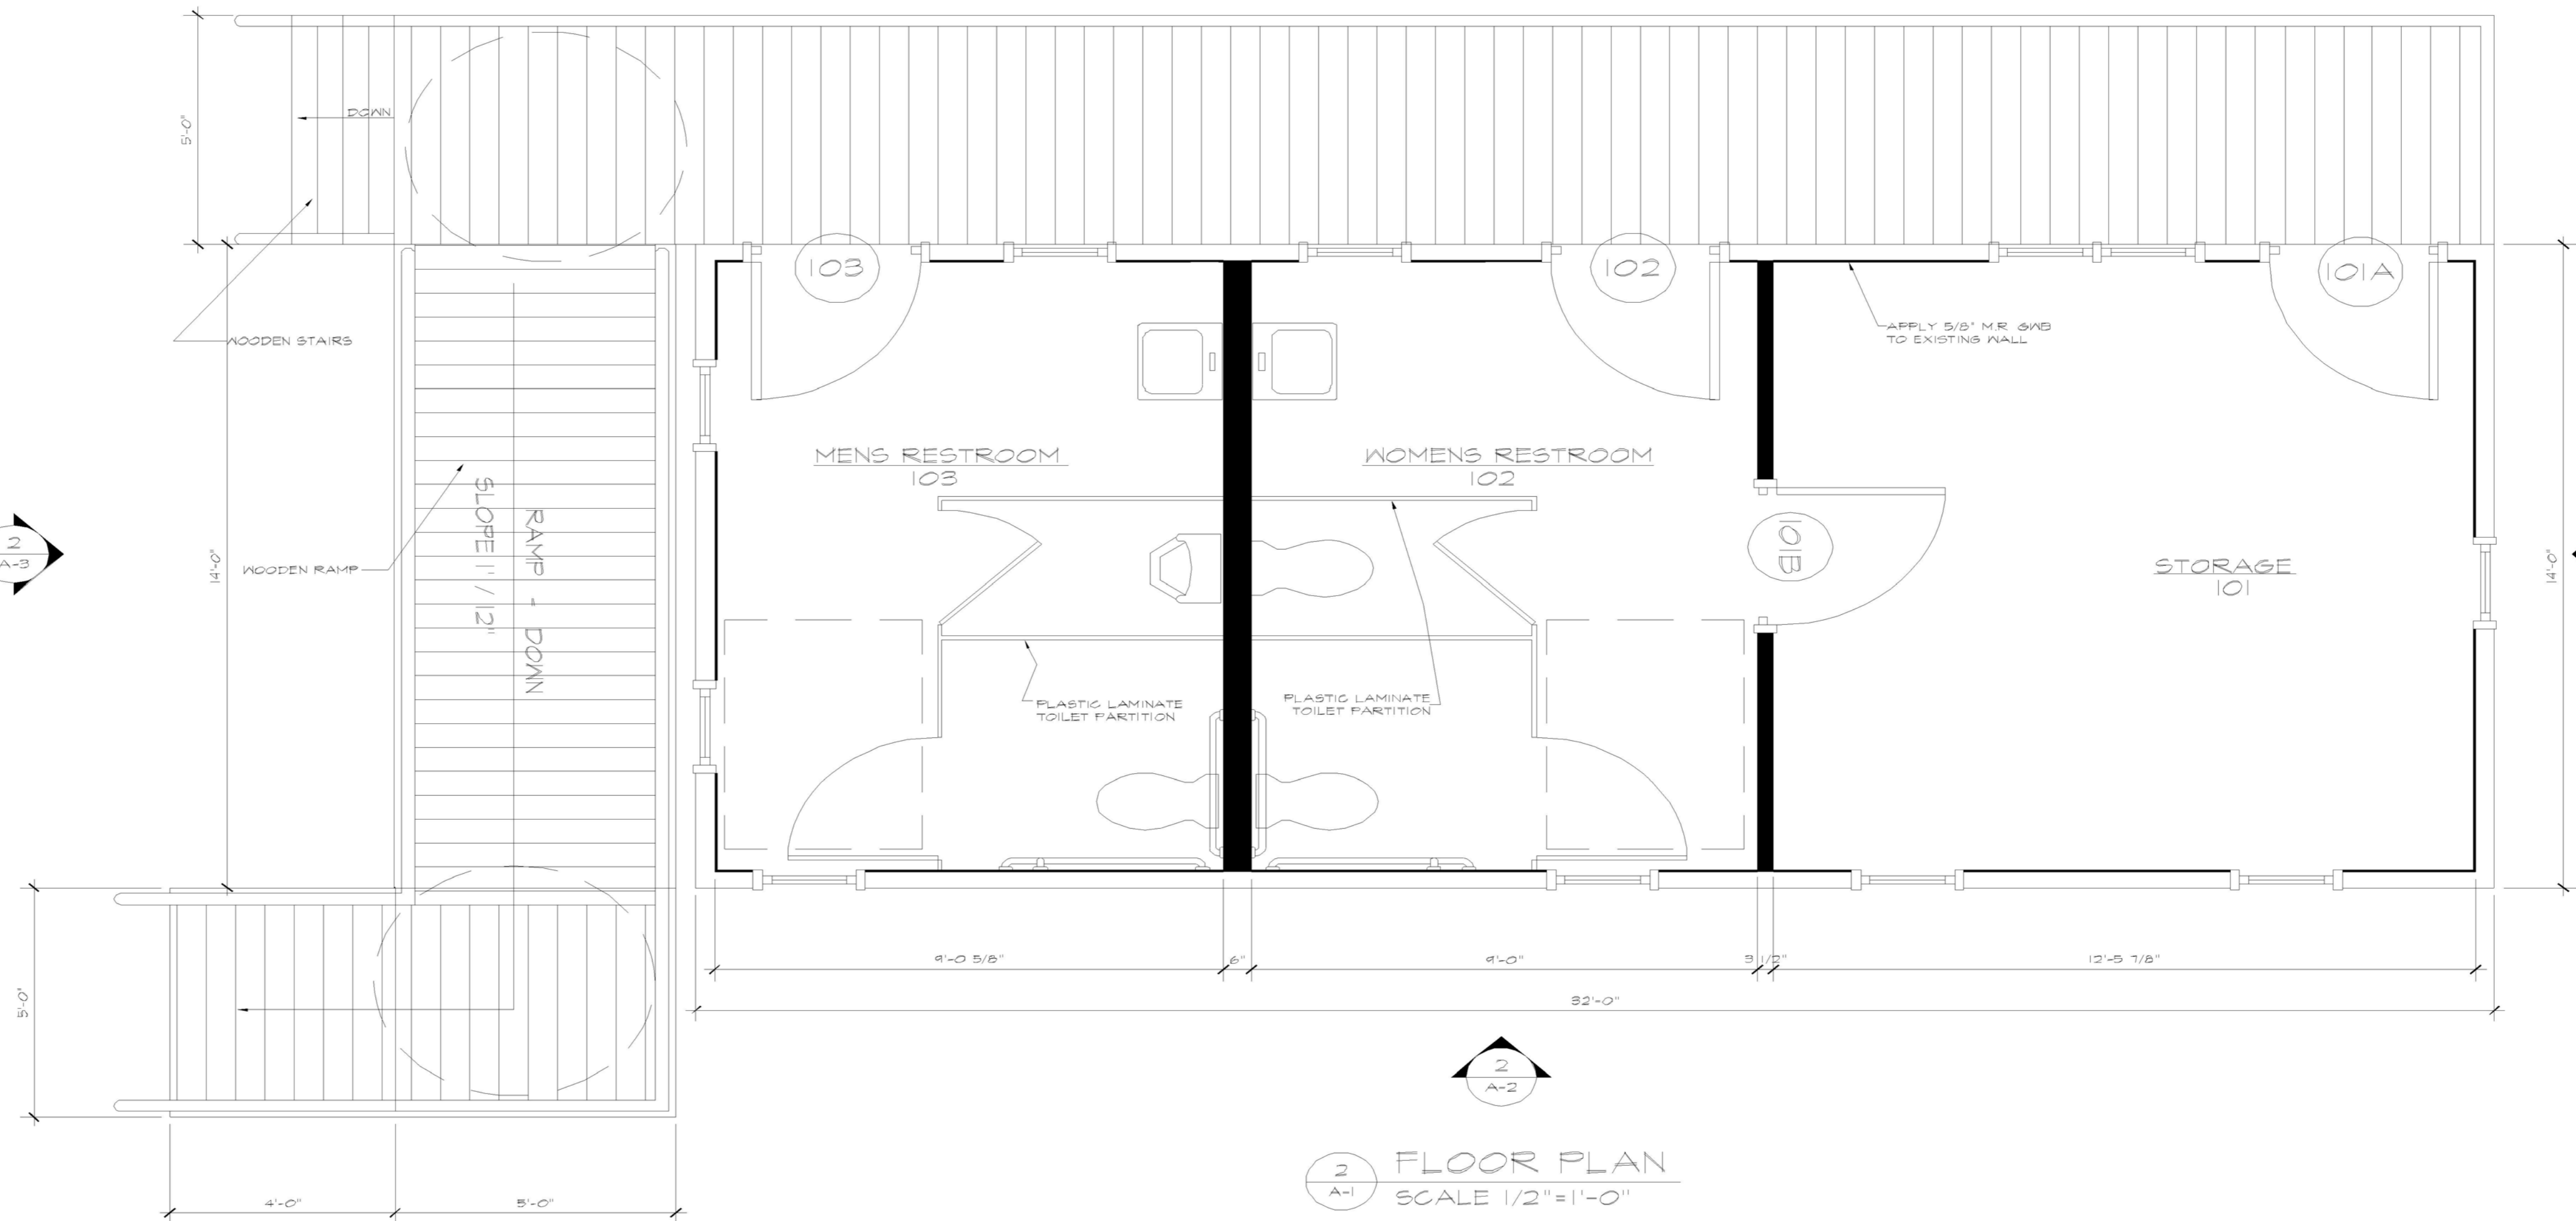 5'-0"
DOWN
103
102
101A
WOODEN STAIRS
APPLY 5/8" M.R. GWB
TO EXISTING WALL
MENS RESTROOM
103
WOMENS RESTROOM
102
RAMP - DOWN
SLOPE 1" / 12"
101B
2
A-3
14'-0"
WOODEN RAMP
STORAGE
101
14'-0"
PLASTIC LAMINATE
TOILET PARTITION
PLASTIC LAMINATE
TOILET PARTITION
9'-0 5/8"
6"
9'-0"
3 1/2"
12'-5 7/8"
5'-0"
32'-0"
2
A-2
4'-0"
5'-0"
2
A-1
FLOOR PLAN
SCALE 1/2"=1'-0"